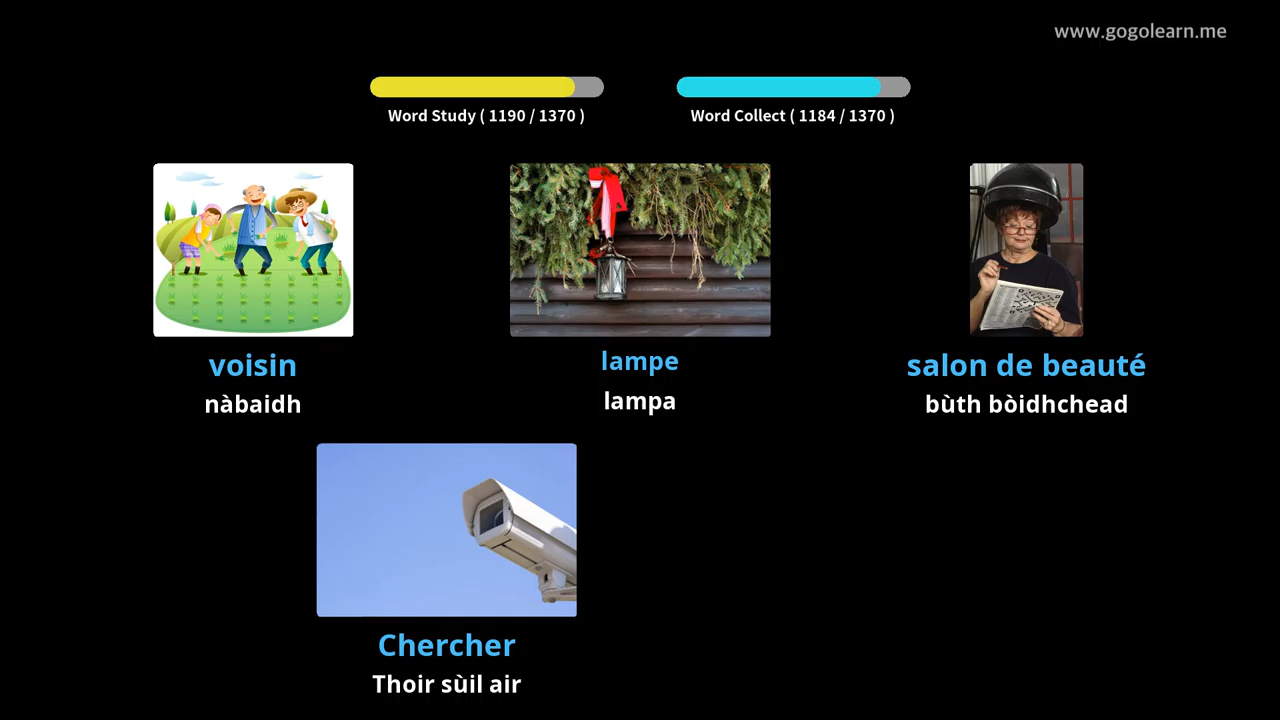 www.gogolearn.me
Word Study ( 1190 / 1370 )
Word Collect ( 1184 / 1370 )
voisin
nàbaidh
lampe
lampa
salon de beauté
bùth bòidhchead
Chercher
Thoir sùil air